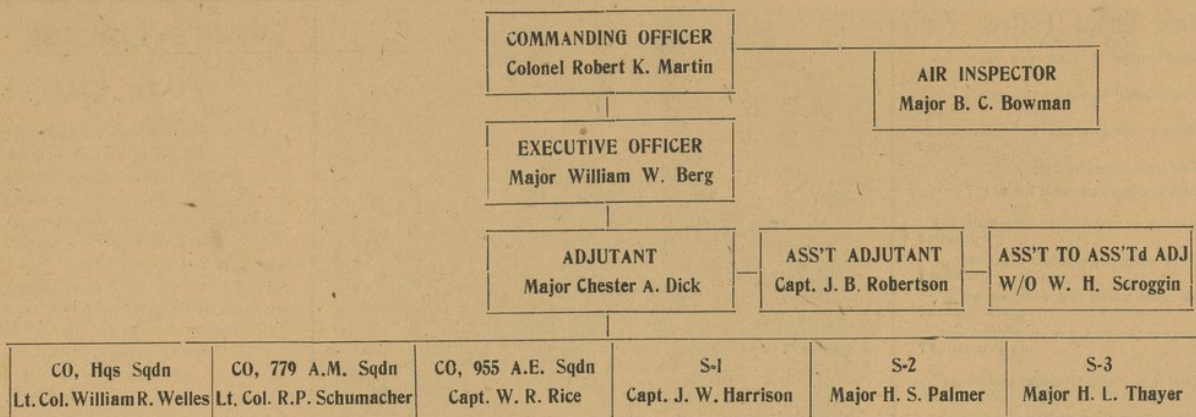 COMMANDING OFFICER
Colonel Robert K. Martin
AIR INSPECTOR
Major B. C. Bowman
EXECUTIVE OFFICER
Major William W. Berg
ADJUTANT
Major Chester A. Dick
ASS'T ADJUTANT
Capt. J. B. Robertson
ASS'T TO ASS'Td ADJ
W/O W. H. Scroggin
CO, Hqs Sqdn
Lt. Col. William R. Welles
CO, 779 A.M. Sqdn
Lt. Col. R.P. Schumacher
CO, 955 A.E. Sqdn
Capt. W. R. Rice
S-1
Capt. J. W. Harrison
S-2
Major H. S. Palmer
S-3
Major H. L. Thayer